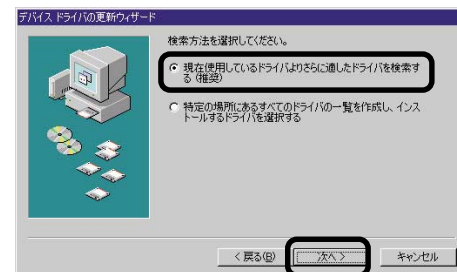 デバイス ドライバの更新ウィザード
検索方法を選択してください。
現在使用しているドライバよりさらに適したドライバを検索す
る (推奨)
特定の場所にあるすべてのドライバの一覧を作成し、インス
トールするドライバを選択する
< 戻る(B)
次へ >
キャンセル